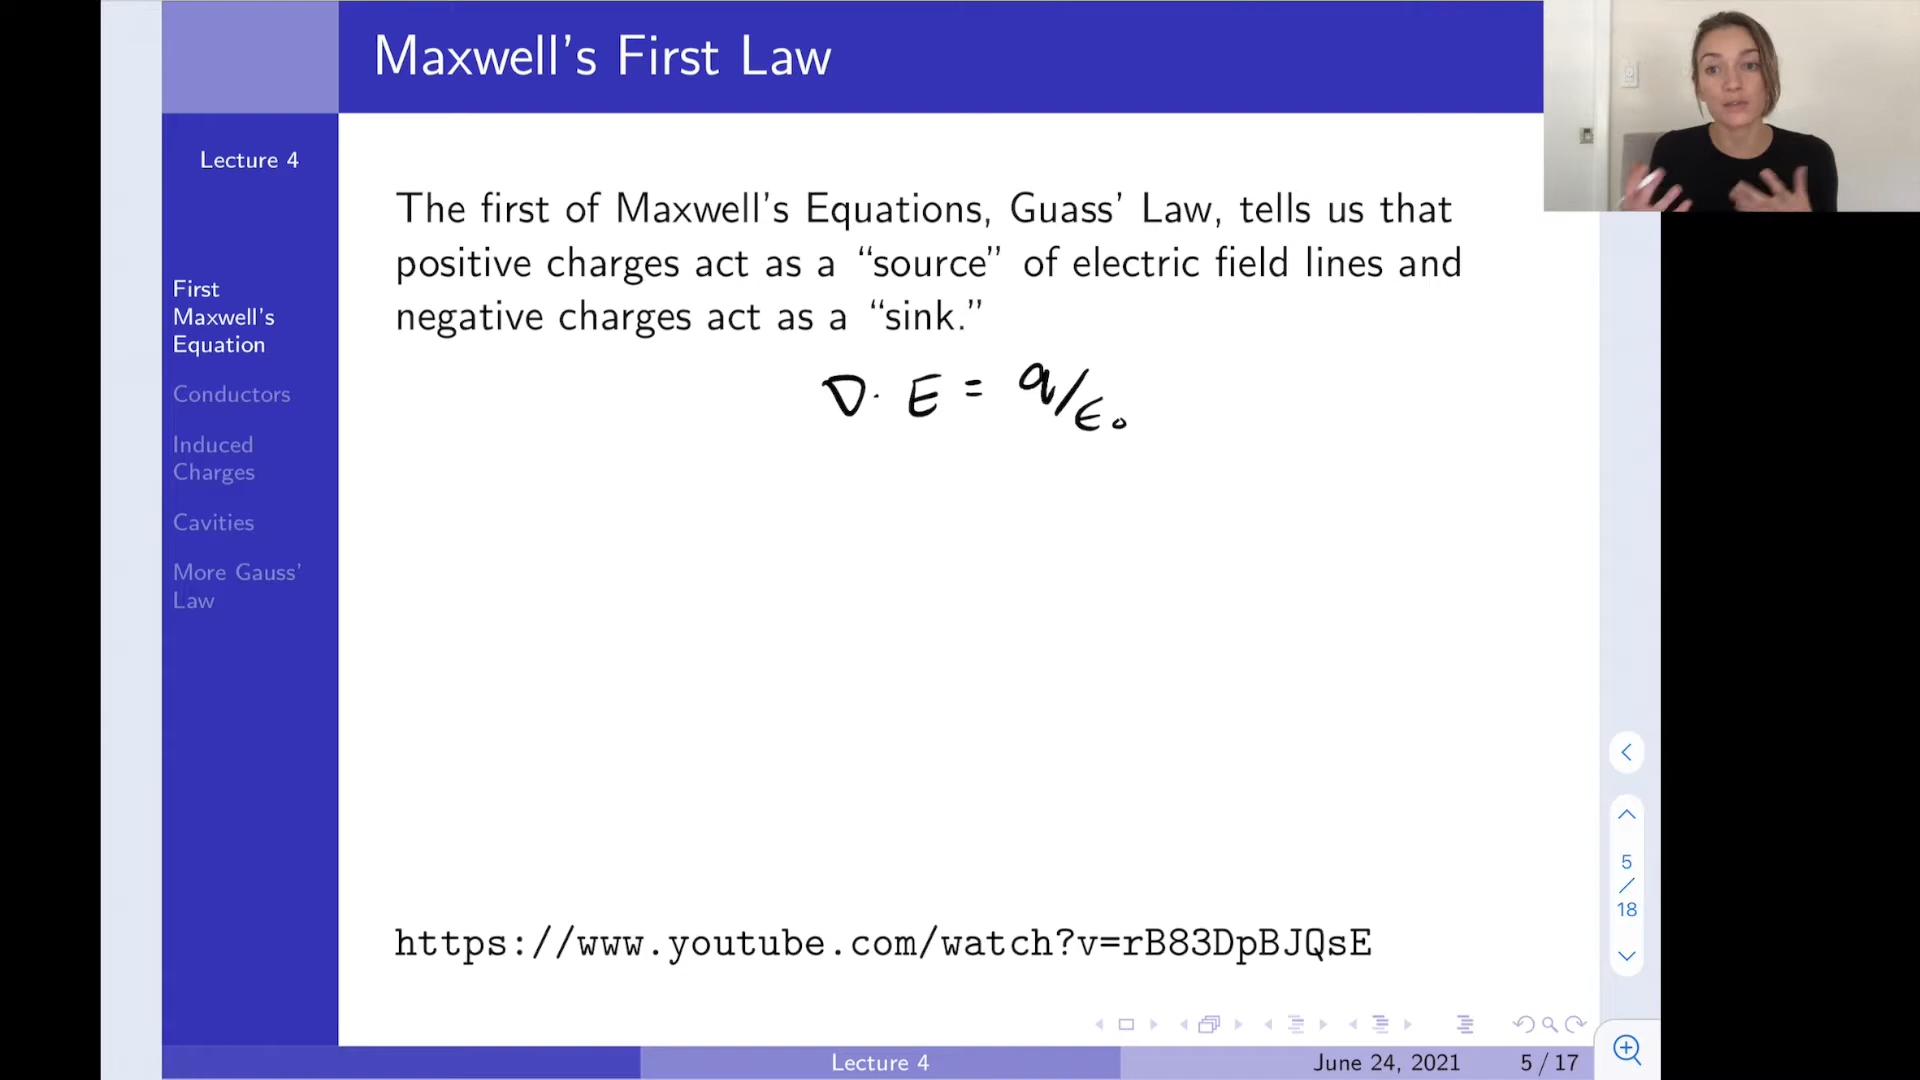 Maxwell's First Law
Lecture 4
First
Maxwell's
Equation
Conductors
Induced
Charges
Cavities
More Gauss'
Law
The first of Maxwell's Equations, Guass' Law, tells us that
positive charges act as a “source” of electric field lines and
negative charges act as a “sink.”
∇· E = q/ϵ₀
https://www.youtube.com/watch?v=rB83DpBJQsE
5
/
18
Lecture 4
June 24, 2021
5 / 17